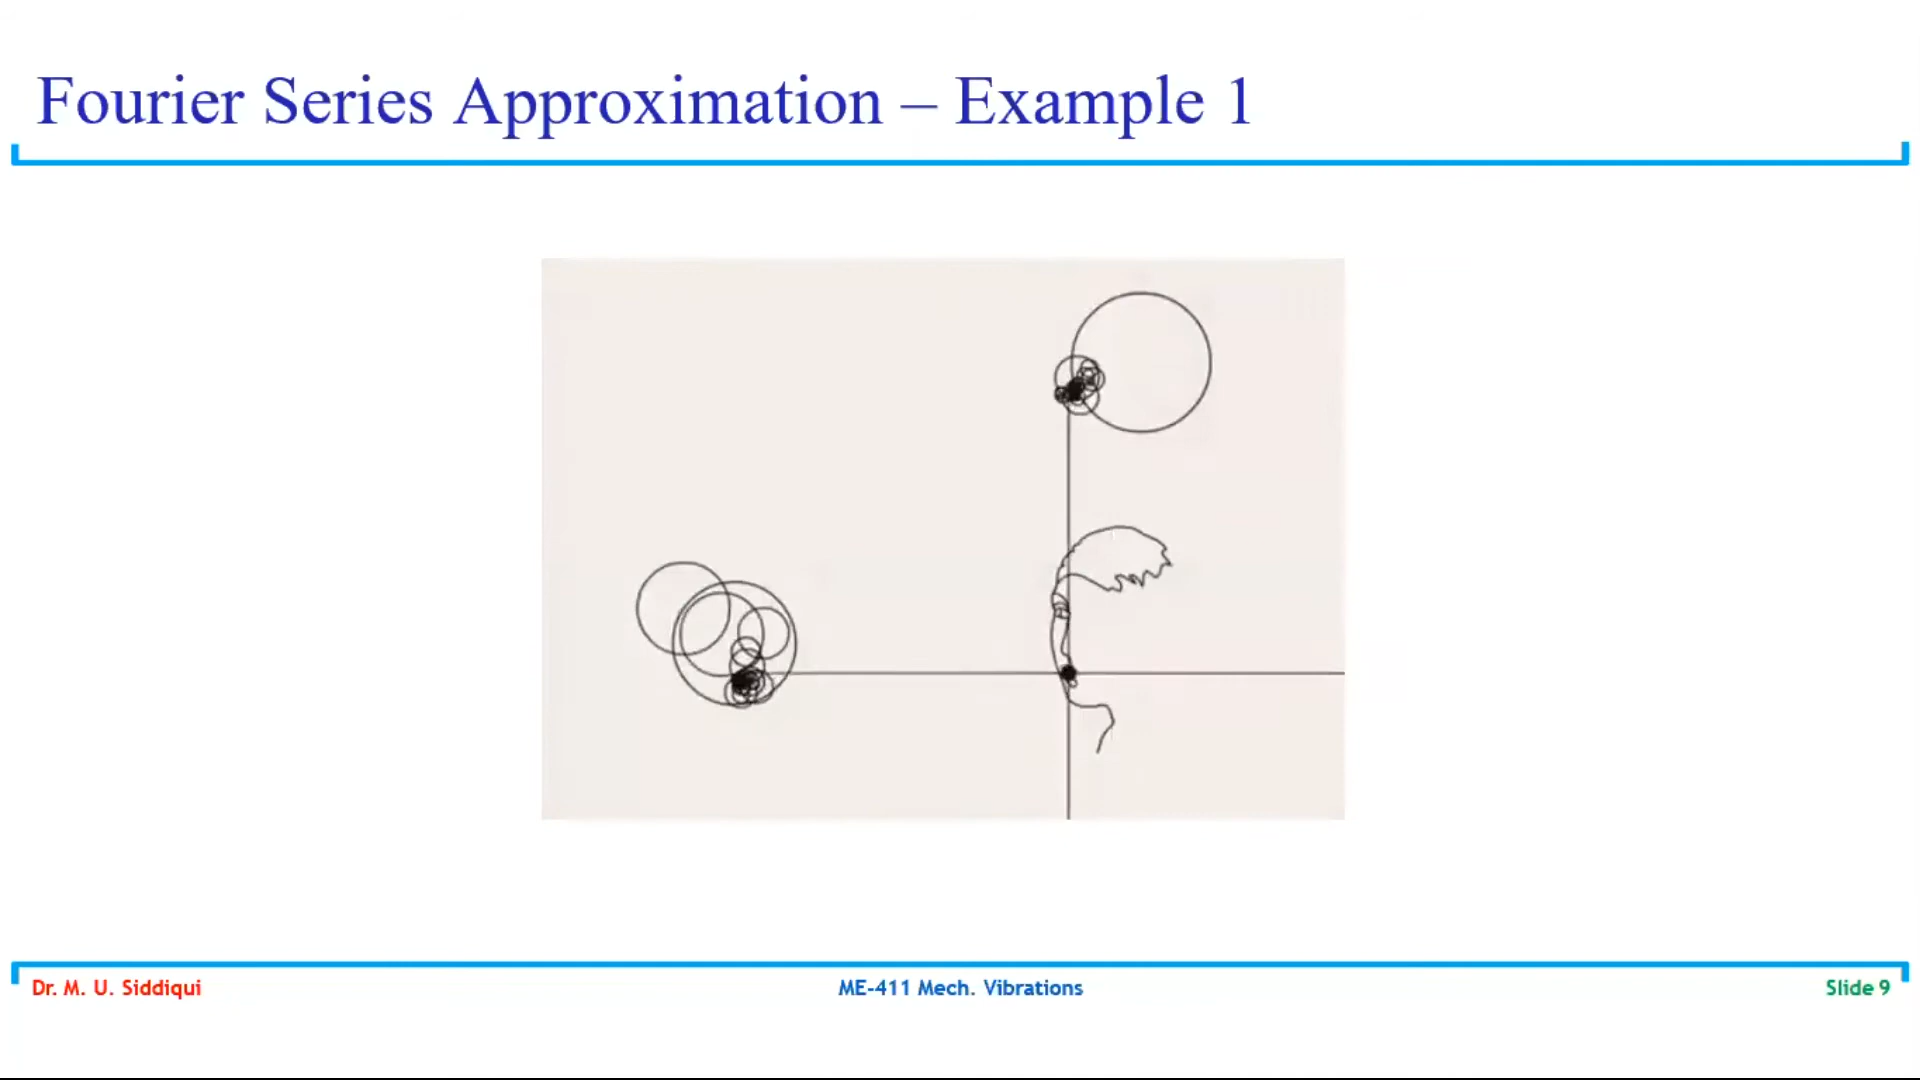 Fourier Series Approximation – Example 1
Dr. M. U. Siddiqui
ME-411 Mech. Vibrations
Slide 9